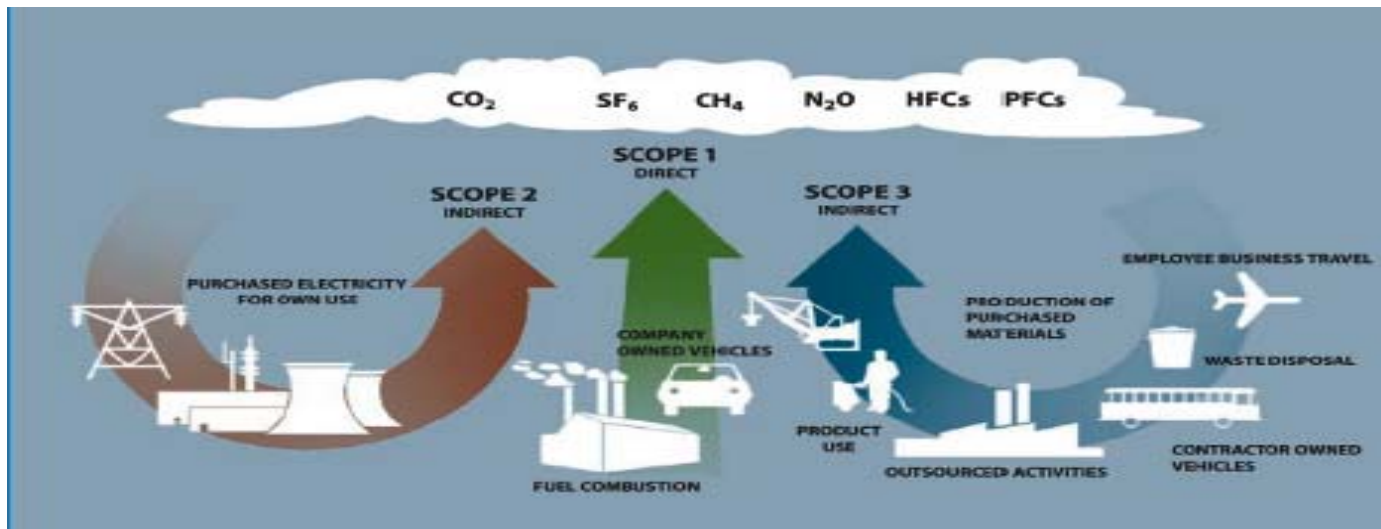 CO₂ SF₆ CH₄ N₂O HFCs PFCs
SCOPE 1
DIRECT
SCOPE 2
INDIRECT
SCOPE 3
INDIRECT
PURCHASED ELECTRICITY
FOR OWN USE
COMPANY
OWNED VEHICLES
FUEL COMBUSTION
EMPLOYEE BUSINESS TRAVEL
PRODUCTION OF
PURCHASED
MATERIALS
WASTE DISPOSAL
PRODUCT
USE
OUTSOURCED ACTIVITIES
CONTRACTOR OWNED
VEHICLES